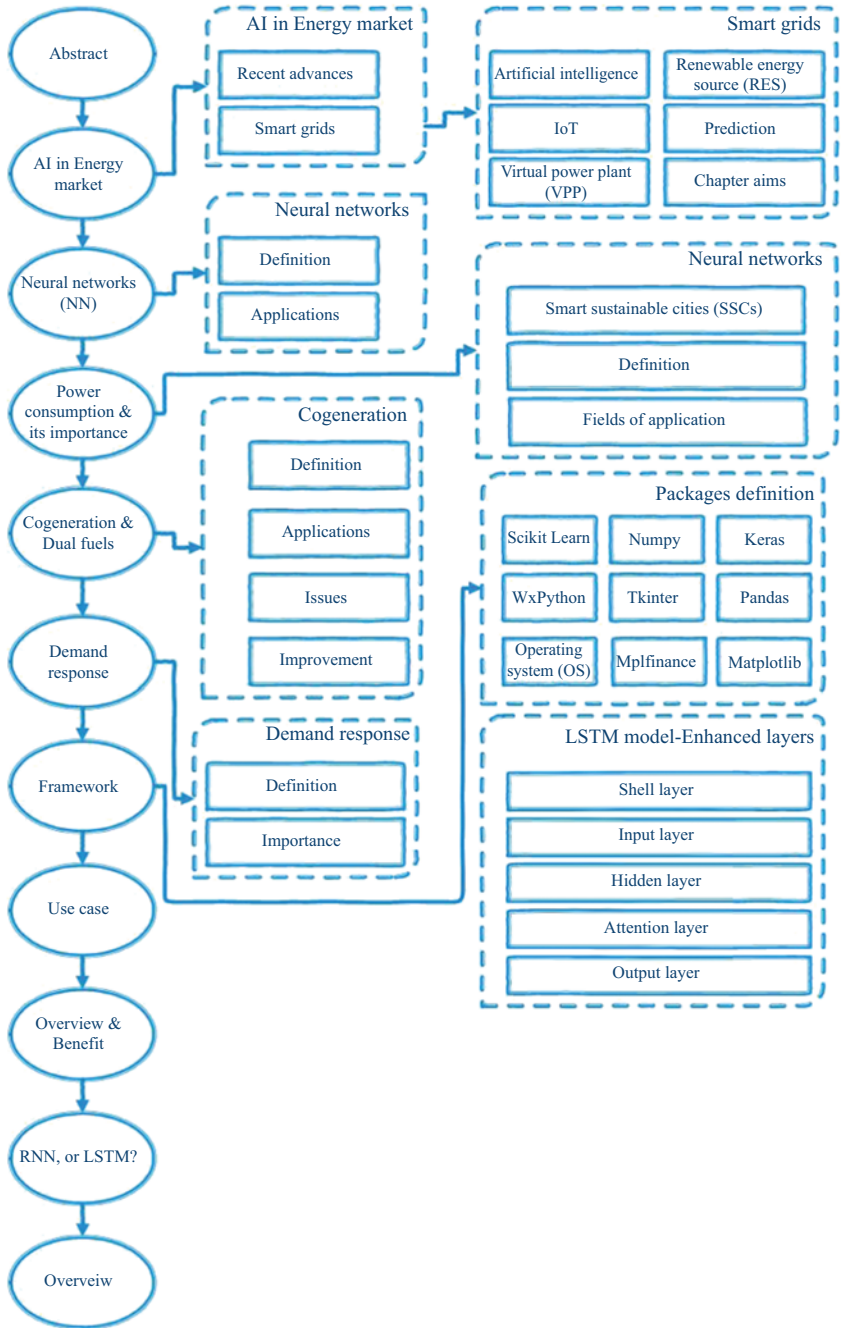 Abstract
AI in Energy
market
Neural networks
(NN)
Power
consumption &
its importance
Cogeneration &
Dual fuels
Demand
response
Framework
Use case
Overview &
Benefit
RNN, or LSTM?
Overveiw
AI in Energy market
Recent advances
Smart grids
Smart grids
Artificial intelligence
Renewable energy
source (RES)
IoT
Prediction
Virtual power plant
(VPP)
Chapter aims
Neural networks
Definition
Applications
Neural networks
Smart sustainable cities (SSCs)
Definition
Fields of application
Cogeneration
Definition
Applications
Issues
Improvement
Packages definition
Scikit Learn
Numpy
Keras
WxPython
Tkinter
Pandas
Operating
system (OS)
Mplfinance
Matplotlib
Demand response
Definition
Importance
LSTM model-Enhanced layers
Shell layer
Input layer
Hidden layer
Attention layer
Output layer